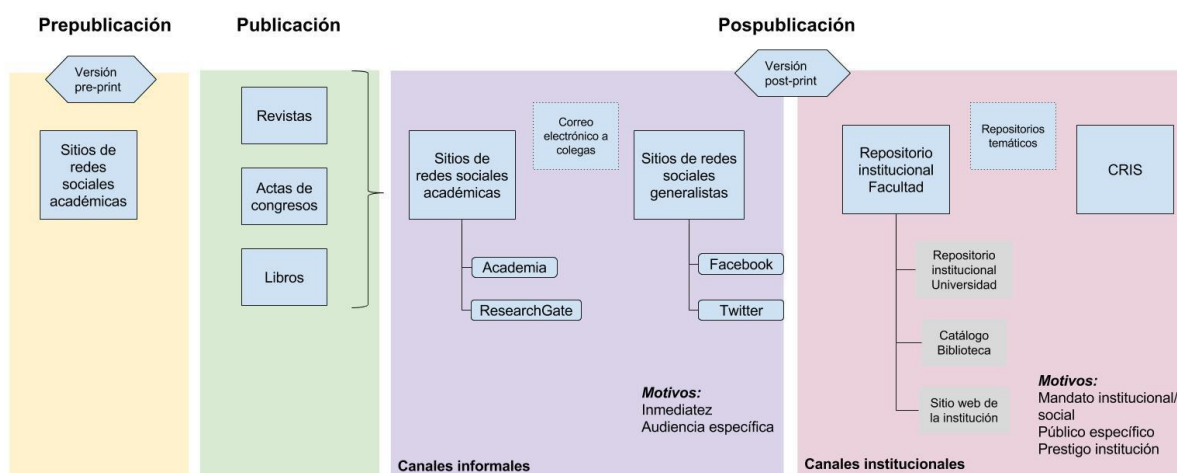 Prepublicación
Publicación
Pospublicación
Versión
pre-print
Sitios de
redes
sociales
académicas
Revistas
Actas de
congresos
Libros
Versión
post-print
Sitios de
redes sociales
académicas
Correo
electrónico a
colegas
Sitios de redes
sociales
generalistas
Academia
ResearchGate
Facebook
Twitter
Motivos:
Inmediatez
Audiencia específica
Canales informales
Repositorio
institucional
Facultad
Repositorios
temáticos
CRIS
Repositorio
institucional
Universidad
Catálogo
Biblioteca
Sitio web de
la institución
Motivos:
Mandato institucional/
social
Público específico
Prestigo institución
Canales institucionales